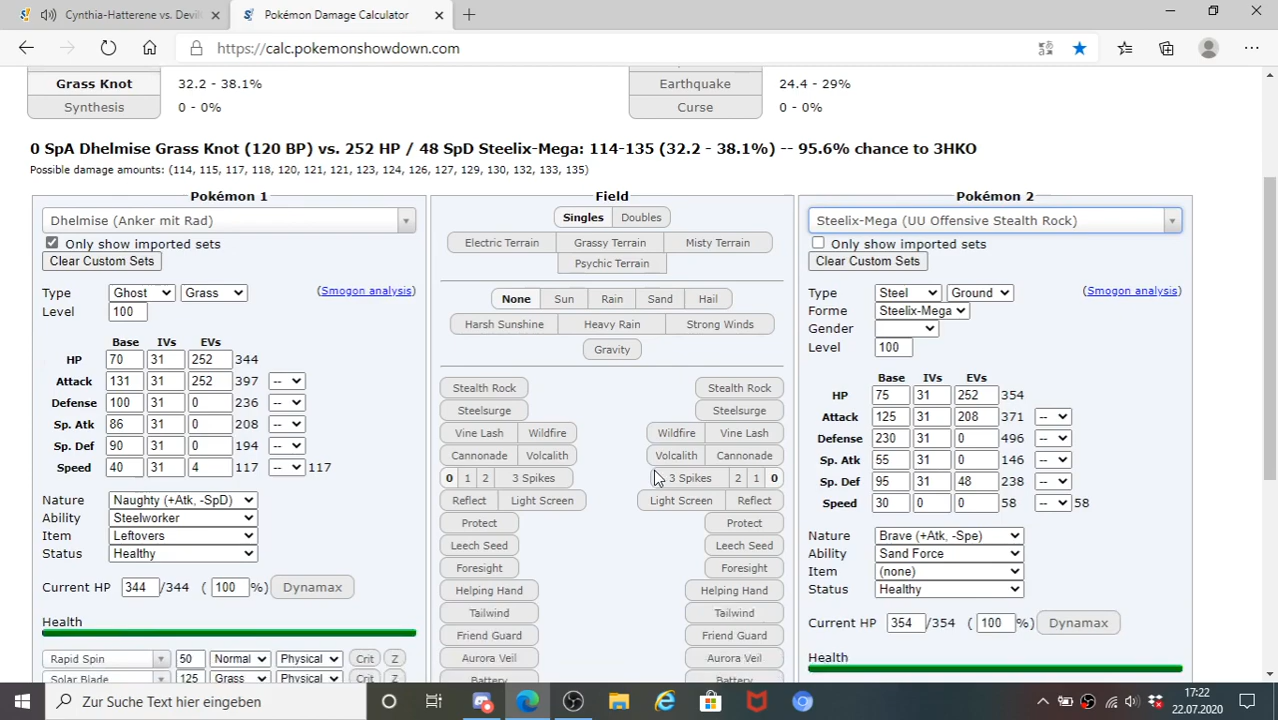 Cynthia-Hatterene vs. Devil
Pokémon Damage Calculator
https://calc.pokemonshowdown.com
Grass Knot 32.2 - 38.1%
Synthesis 0 - 0%
Earthquake 24.4 - 29%
Curse 0 - 0%
0 SpA Dhelmise Grass Knot (120 BP) vs. 252 HP / 48 SpD Steelix-Mega: 114-135 (32.2 - 38.1%) -- 95.6% chance to 3HKO
Possible damage amounts: (114, 115, 117, 118, 120, 121, 121, 123, 124, 126, 127, 129, 130, 132, 133, 135)
Pokémon 1
Dhelmise (Anker mit Rad)
Only show imported sets
Clear Custom Sets
Type Ghost Grass (Smogon analysis)
Level 100
Base IVs EVs
HP 70 31 252 344
Attack 131 31 252 397 --
Defense 100 31 0 236 --
Sp. Atk 86 31 0 208 --
Sp. Def 90 31 0 194 --
Speed 40 31 4 117 -- 117
Nature Naughty (+Atk, -SpD)
Ability Steelworker
Item Leftovers
Status Healthy
Current HP 344 /344 ( 100 %) Dynamax
Health
Rapid Spin 50 Normal Physical Crit Z
Solar Blade 125 Grass Physical Crit Z
Field
Singles Doubles
Electric Terrain Grassy Terrain Misty Terrain
Psychic Terrain
None Sun Rain Sand Hail
Harsh Sunshine Heavy Rain Strong Winds
Gravity
Stealth Rock Stealth Rock
Steelsurge Steelsurge
Vine Lash Wildfire Wildfire Vine Lash
Cannonade Volcalith Volcalith Cannonade
0 1 2 3 Spikes 3 Spikes 2 1 0
Reflect Light Screen Light Screen Reflect
Protect Protect
Leech Seed Leech Seed
Foresight Foresight
Helping Hand Helping Hand
Tailwind Tailwind
Friend Guard Friend Guard
Aurora Veil Aurora Veil
Battery Battery
Pokémon 2
Steelix-Mega (UU Offensive Stealth Rock)
Only show imported sets
Clear Custom Sets
Type Steel Ground (Smogon analysis)
Forme Steelix-Mega
Gender
Level 100
Base IVs EVs
HP 75 31 252 354
Attack 125 31 208 371 --
Defense 230 31 0 496 --
Sp. Atk 55 31 0 146 --
Sp. Def 95 31 48 238 --
Speed 30 31 0 58 -- 58
Nature Brave (+Atk, -Spe)
Ability Sand Force
Item (none)
Status Healthy
Current HP 354 /354 ( 100 %) Dynamax
Health
Zur Suche Text hier eingeben
17:22
22.07.2020